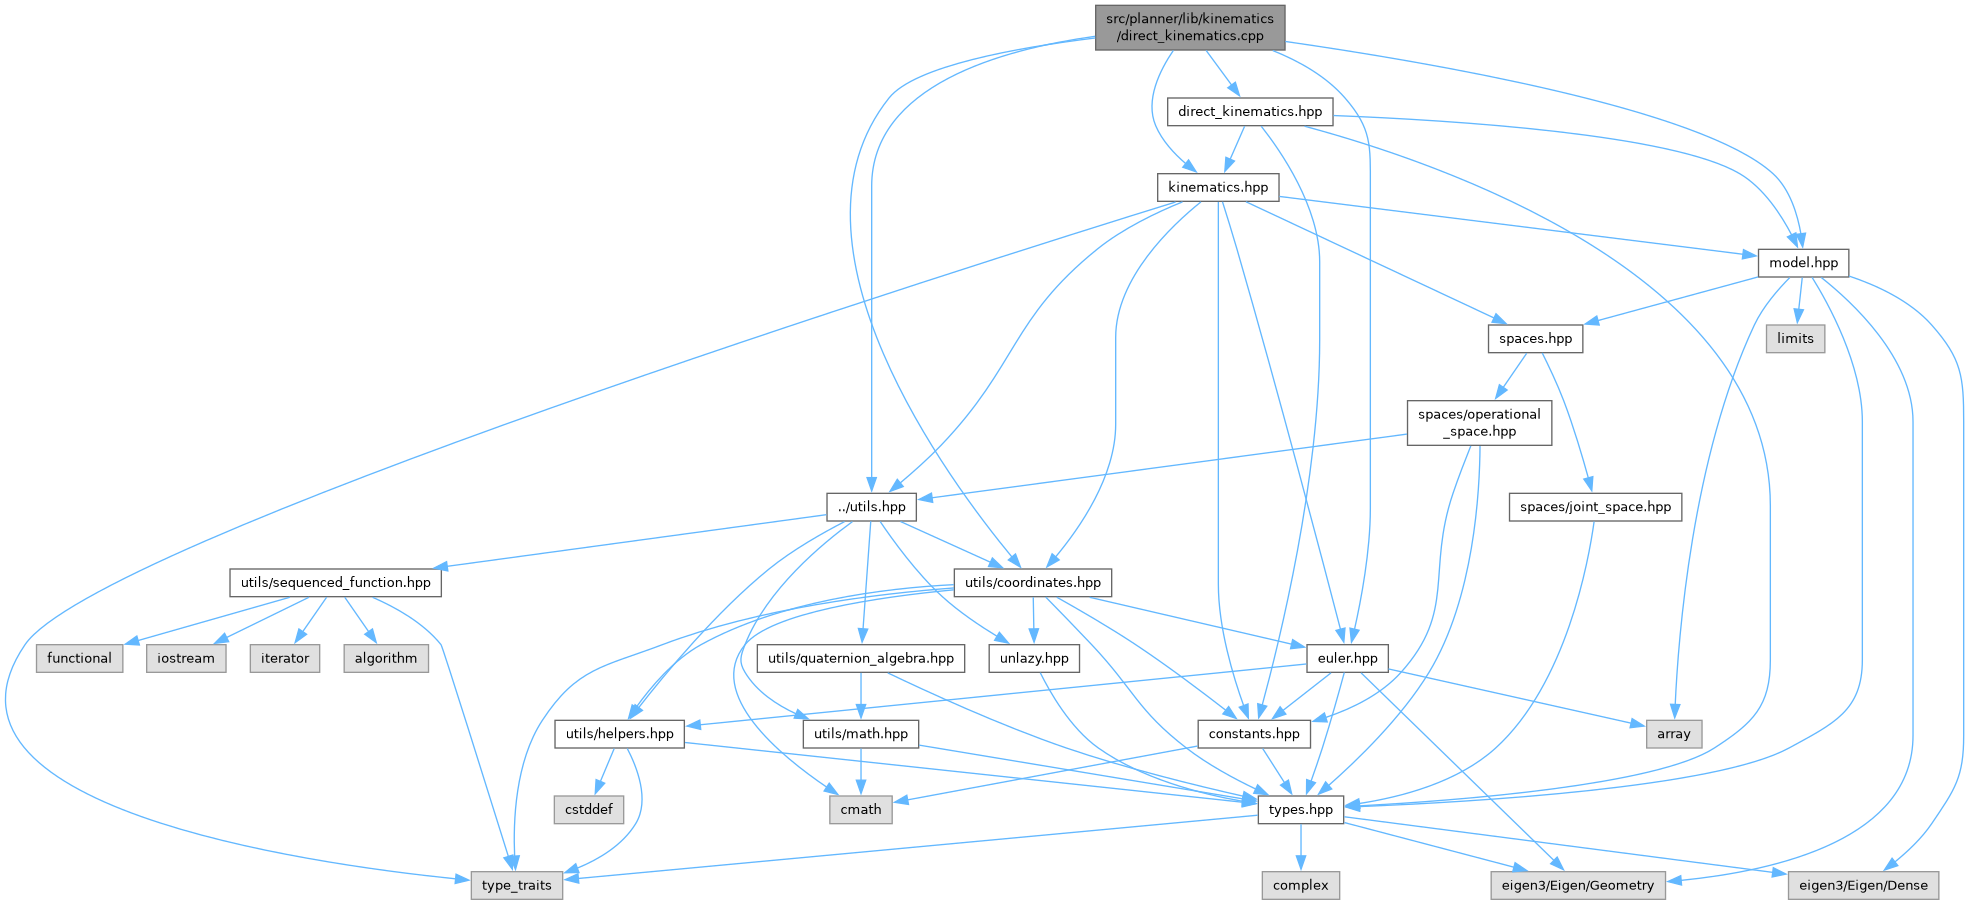 src/planner/lib/kinematics
/direct_kinematics.cpp
direct_kinematics.hpp
kinematics.hpp
model.hpp
spaces.hpp
limits
spaces/operational
_space.hpp
../utils.hpp
spaces/joint_space.hpp
utils/sequenced_function.hpp
utils/coordinates.hpp
functional
iostream
iterator
algorithm
utils/quaternion_algebra.hpp
unlazy.hpp
euler.hpp
utils/helpers.hpp
utils/math.hpp
constants.hpp
array
cstddef
cmath
types.hpp
type_traits
complex
eigen3/Eigen/Geometry
eigen3/Eigen/Dense